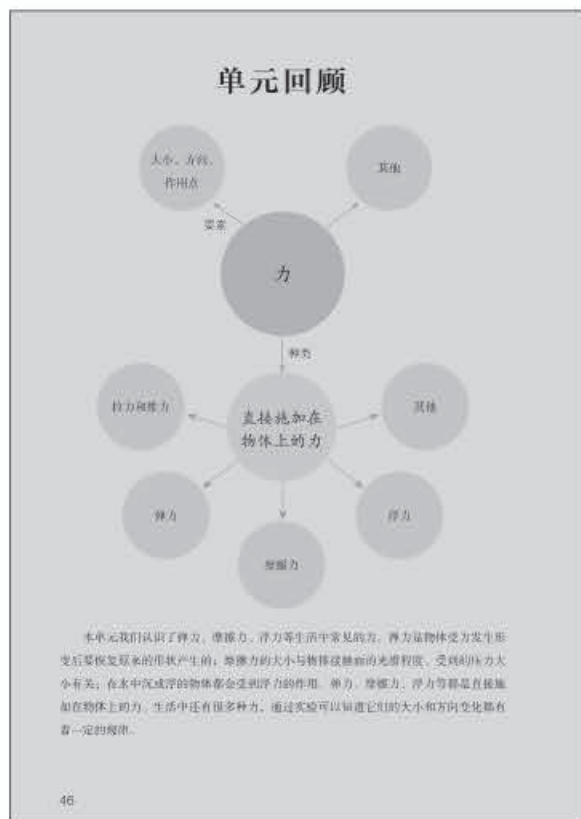 单元回顾
大小、方向、
作用点
其他
要素
力
种类
拉力和推力
直接施加在
物体上的力
其他
弹力
浮力
摩擦力
本单元我们认识了弹力、摩擦力、浮力等生活中常见的力。弹力是物体受力发生形
变后要恢复原来的形状产生的；摩擦力的大小与物体接触面的光滑程度、受到的压力大
小有关；在水中沉或浮的物体都会受到浮力的作用。弹力、摩擦力、浮力等都是直接施
加在物体上的力。生活中还有很多种力，通过实验可以知道它们的大小和方向变化都有
着一定的规律。
46